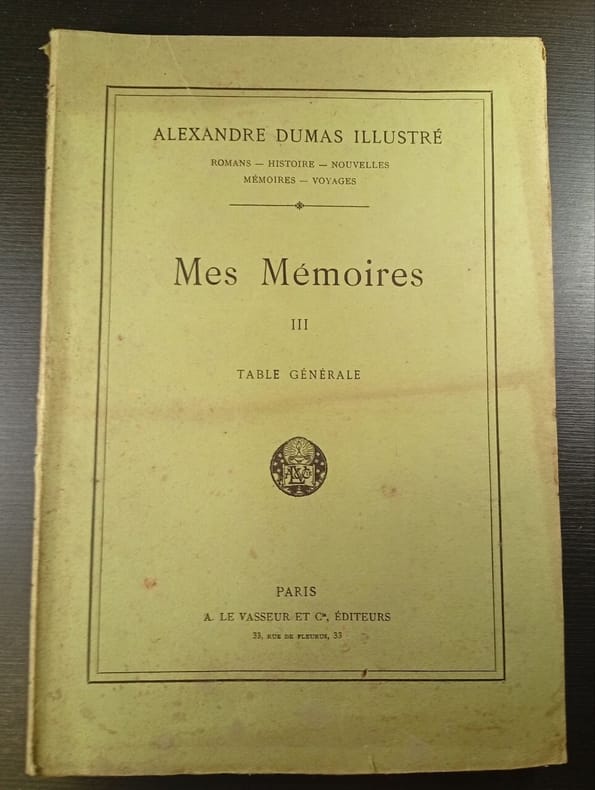 ALEXANDRE DUMAS ILLUSTRÉ
ROMANS — HISTOIRE — NOUVELLES
MÉMOIRES — VOYAGES
Mes Mémoires
III
TABLE GÉNÉRALE
PARIS
A. LE VASSEUR ET Cie, ÉDITEURS
33, RUE DE FLEURUS, 33